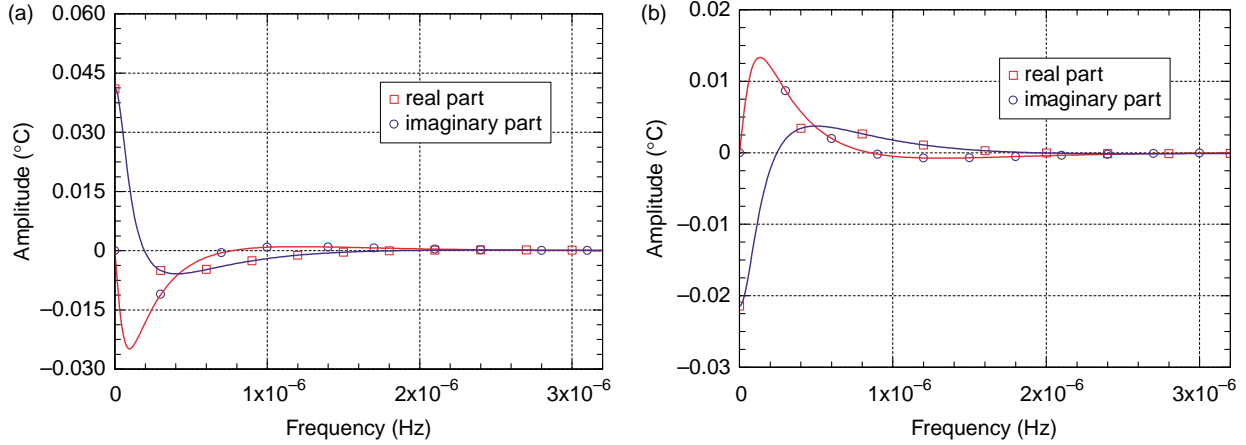 (a)
0.060
0.045
0.030
0.015
0
−0.015
−0.030
Amplitude (°C)
real part
imaginary part
0
1x10⁻⁶
2x10⁻⁶
3x10⁻⁶
Frequency (Hz)
(b)
0.02
0.01
0
−0.01
−0.02
−0.03
Amplitude (°C)
real part
imaginary part
0
1x10⁻⁶
2x10⁻⁶
3x10⁻⁶
Frequency (Hz)